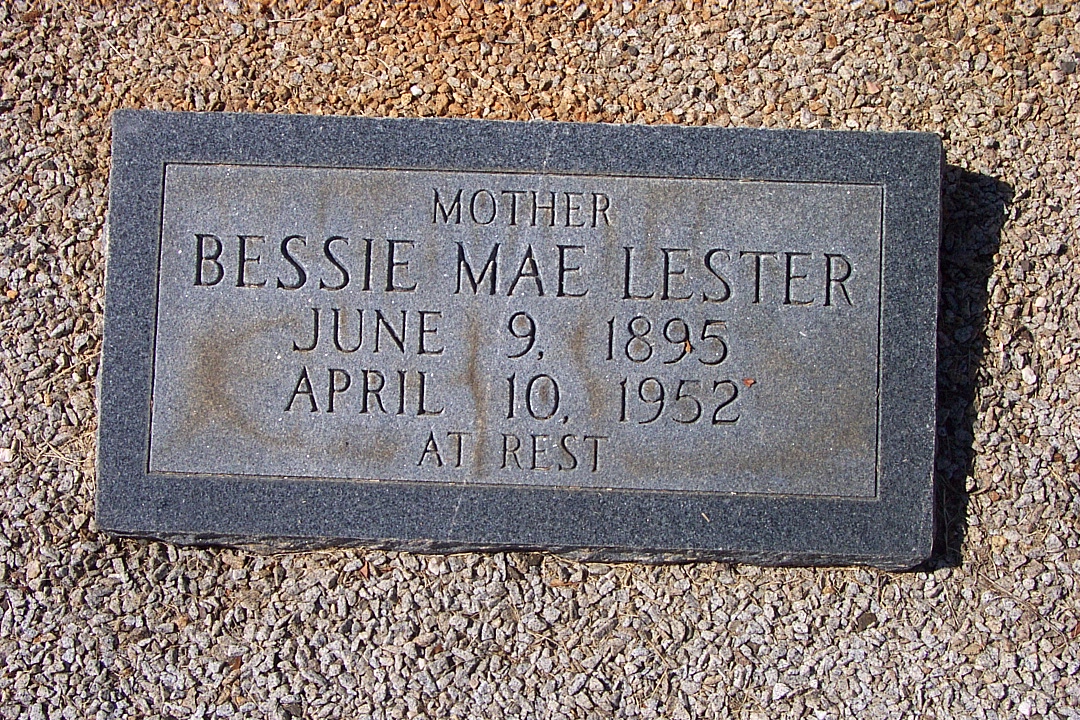 MOTHER
BESSIE MAE LESTER
JUNE 9, 1895
APRIL 10, 1952
AT REST